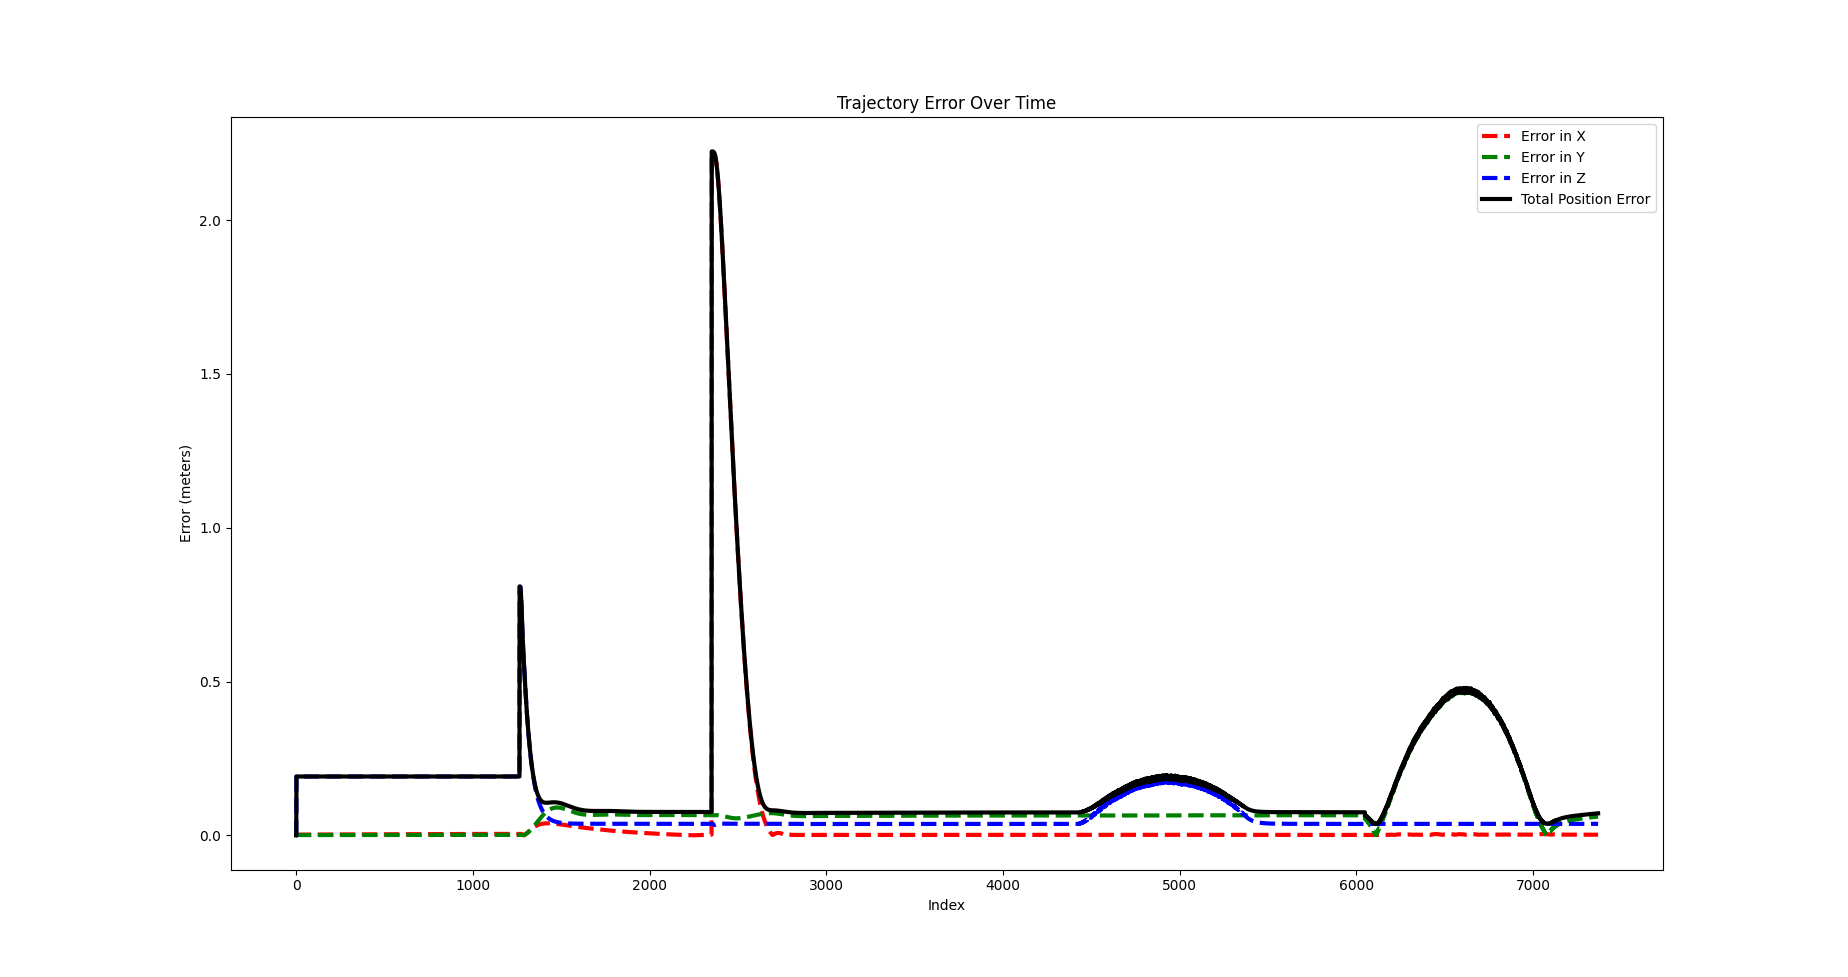 Trajectory Error Over Time
Error in X
Error in Y
Error in Z
Total Position Error
Error (meters)
2.0
1.5
1.0
0.5
0.0
0 1000 2000 3000 4000 5000 6000 7000
Index